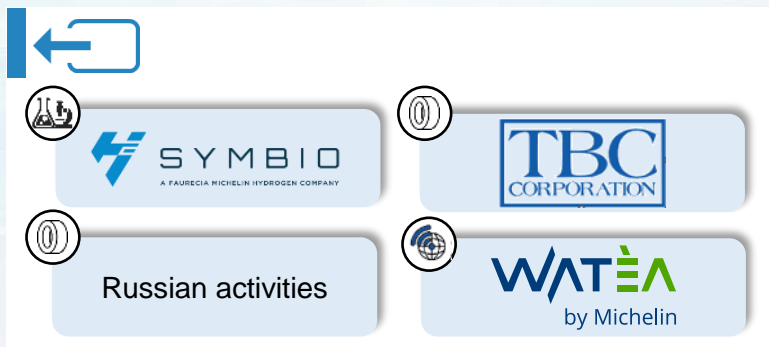 SYMBIO
A FAURECIA MICHELIN HYDROGEN COMPANY
TBC
CORPORATION
Russian activities
WATÈA
by Michelin